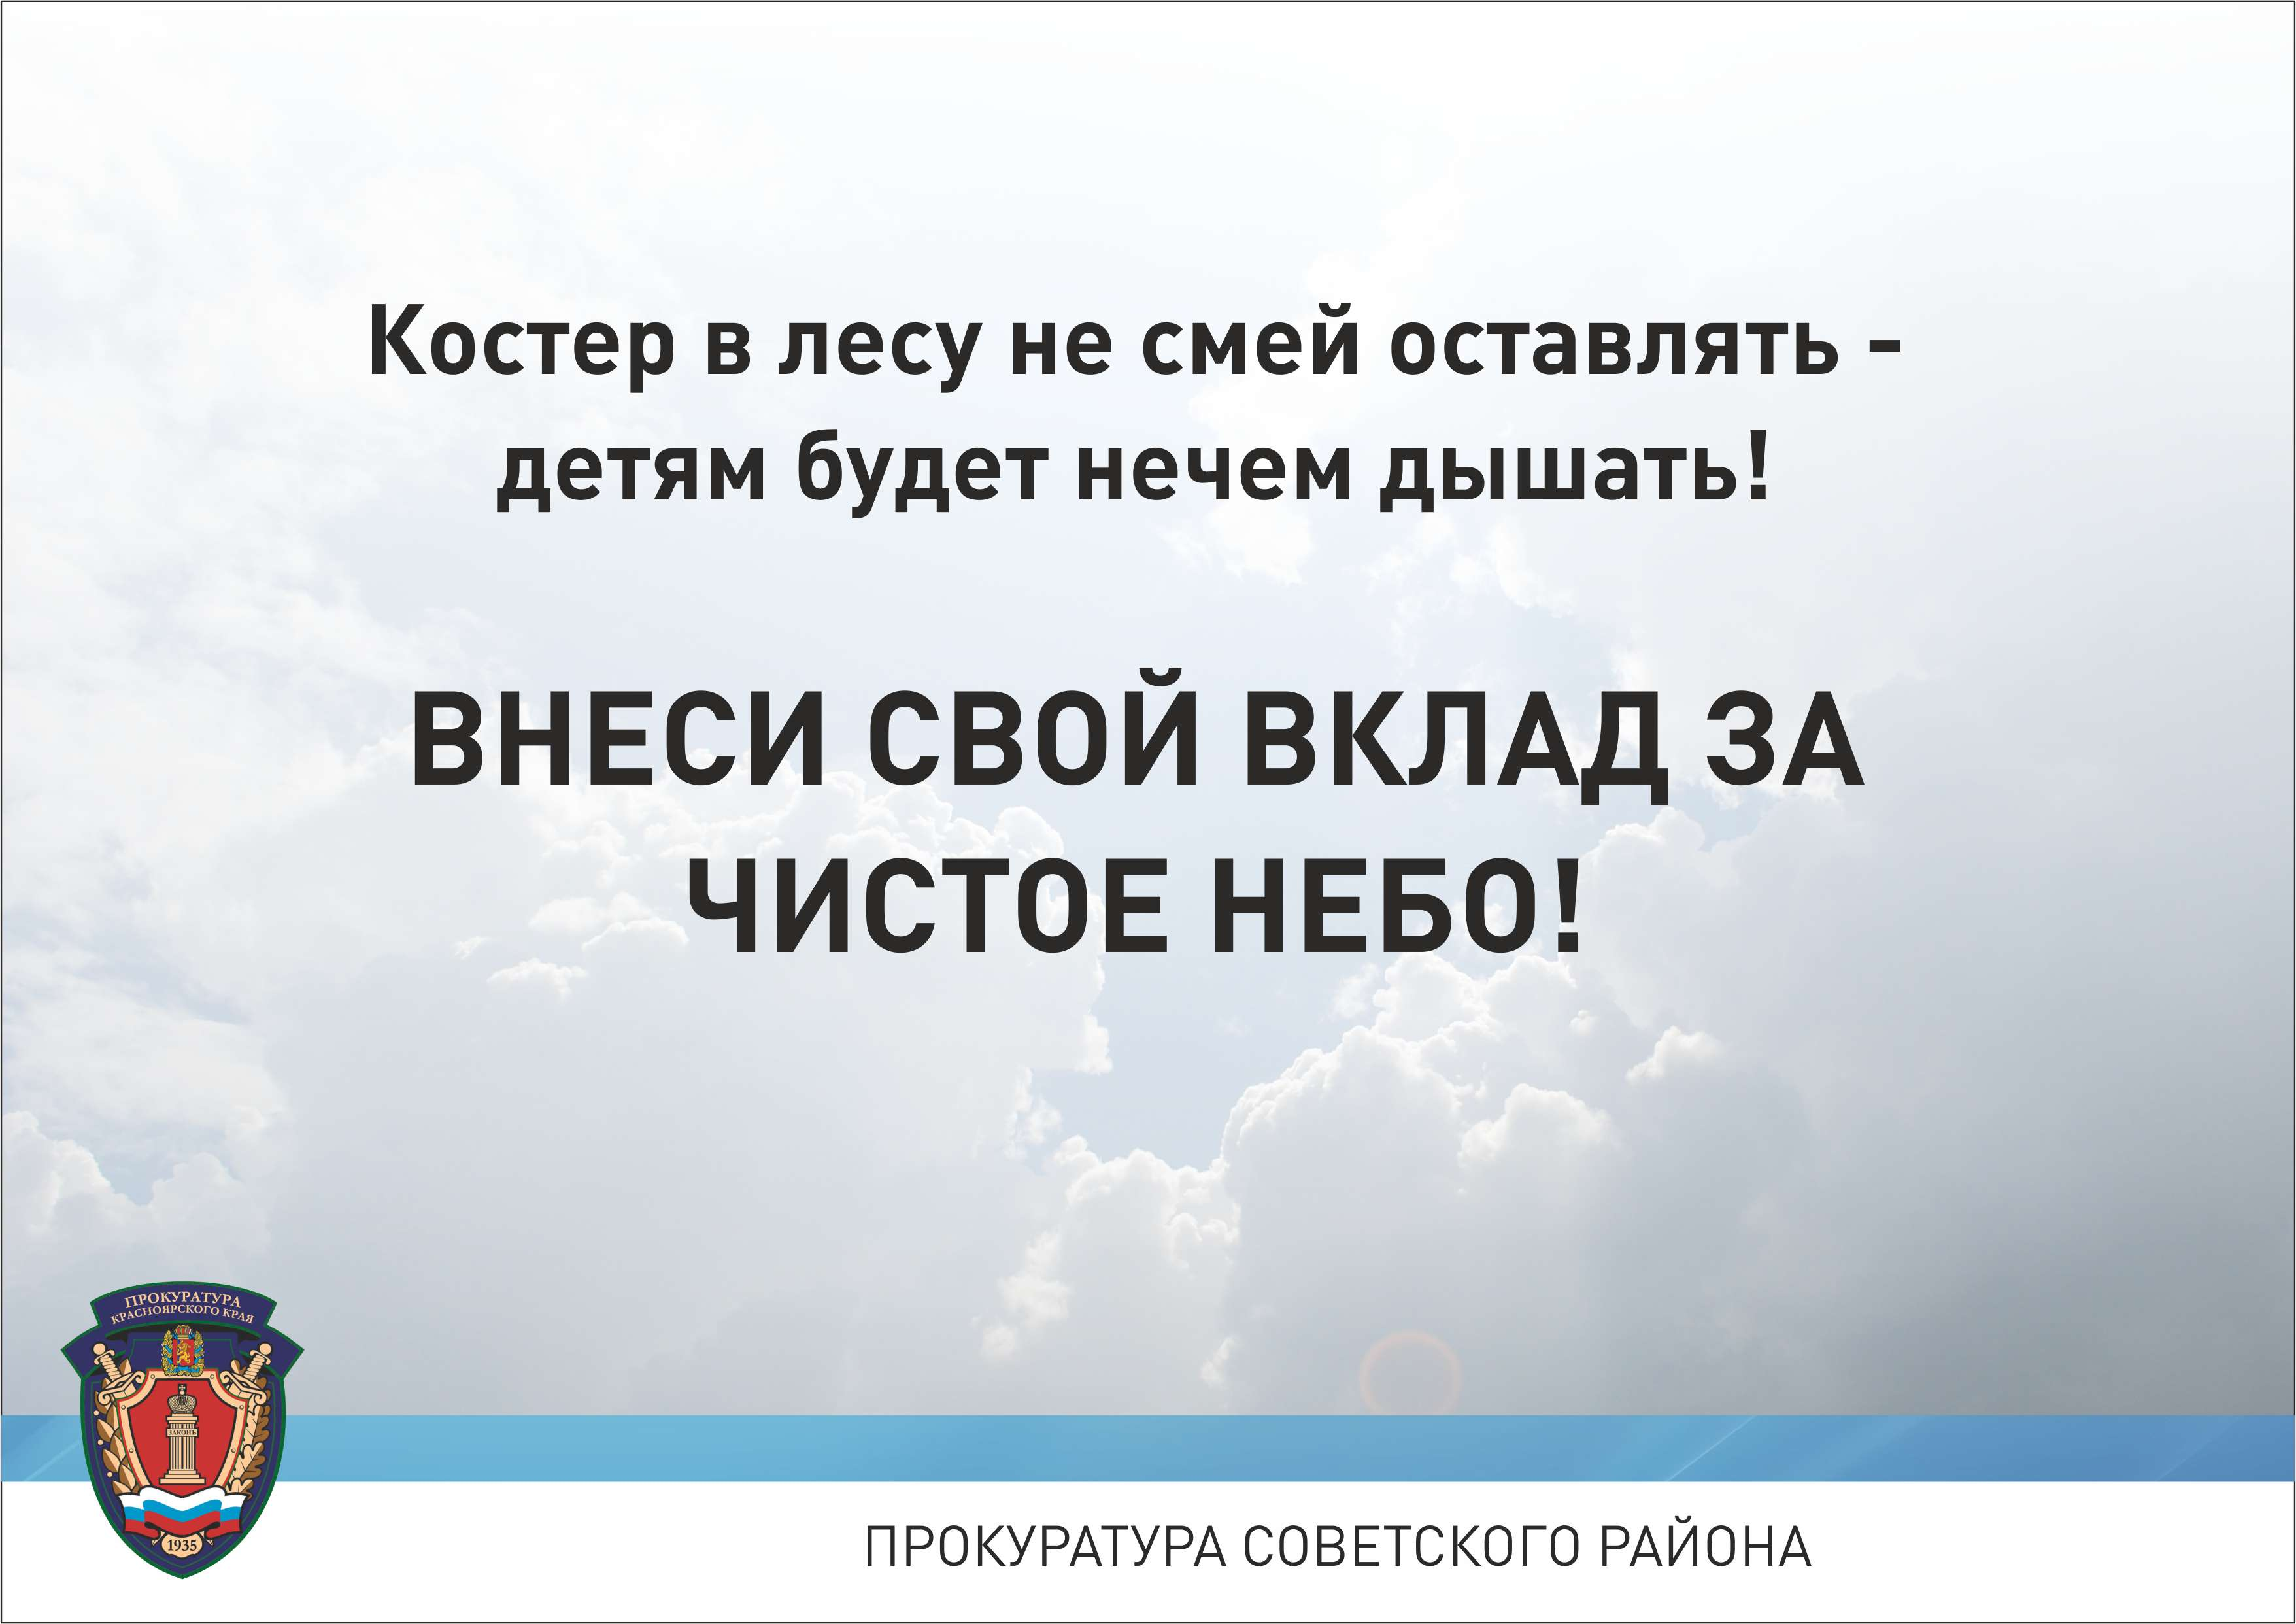 Костер в лесу не смей оставлять -
детям будет нечем дышать!
ВНЕСИ СВОЙ ВКЛАД ЗА
ЧИСТОЕ НЕБО!
ПРОКУРАТУРА
КРАСНОЯРСКОГО КРАЯ
ЗАКОНЪ
1935
ПРОКУРАТУРА СОВЕТСКОГО РАЙОНА